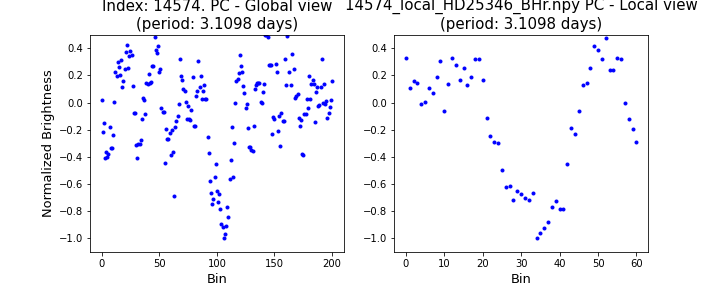 Index: 14574. PC - Global view
(period: 3.1098 days)
14574_local_HD25346_BHr.npy PC - Local view
(period: 3.1098 days)
Normalized Brightness
0.4
0.2
0.0
−0.2
−0.4
−0.6
−0.8
−1.0
0 50 100 150 200
Bin
0.4
0.2
0.0
−0.2
−0.4
−0.6
−0.8
−1.0
0 10 20 30 40 50 60
Bin